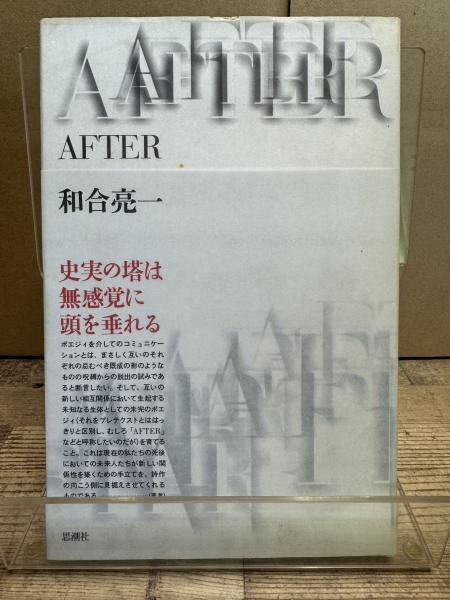 AFTER
AFTER
和合亮一
史実の塔は
無感覚に
頭を垂れる
ポエジィを介してのコミュニケー
ションとは、まさしく互いのそれ
ぞれの忌むべき既成の影のような
ものの呪縛からの脱出の試みであ
ると断言したい。そして、互いの
新しい相互関係において生起する
未知なる生体としての未完のポエ
ジィ(それをプレテクストとははっ
きりと区別し、むしろ「AFTER」
などと呼称したいのだが)を育てる
こと。これは現在の私たちの死後
においての未来人たちが新しい関
係性を築くための手立てを、詩作
の向こう側に見据えさせてくれる
ものである。
思潮社